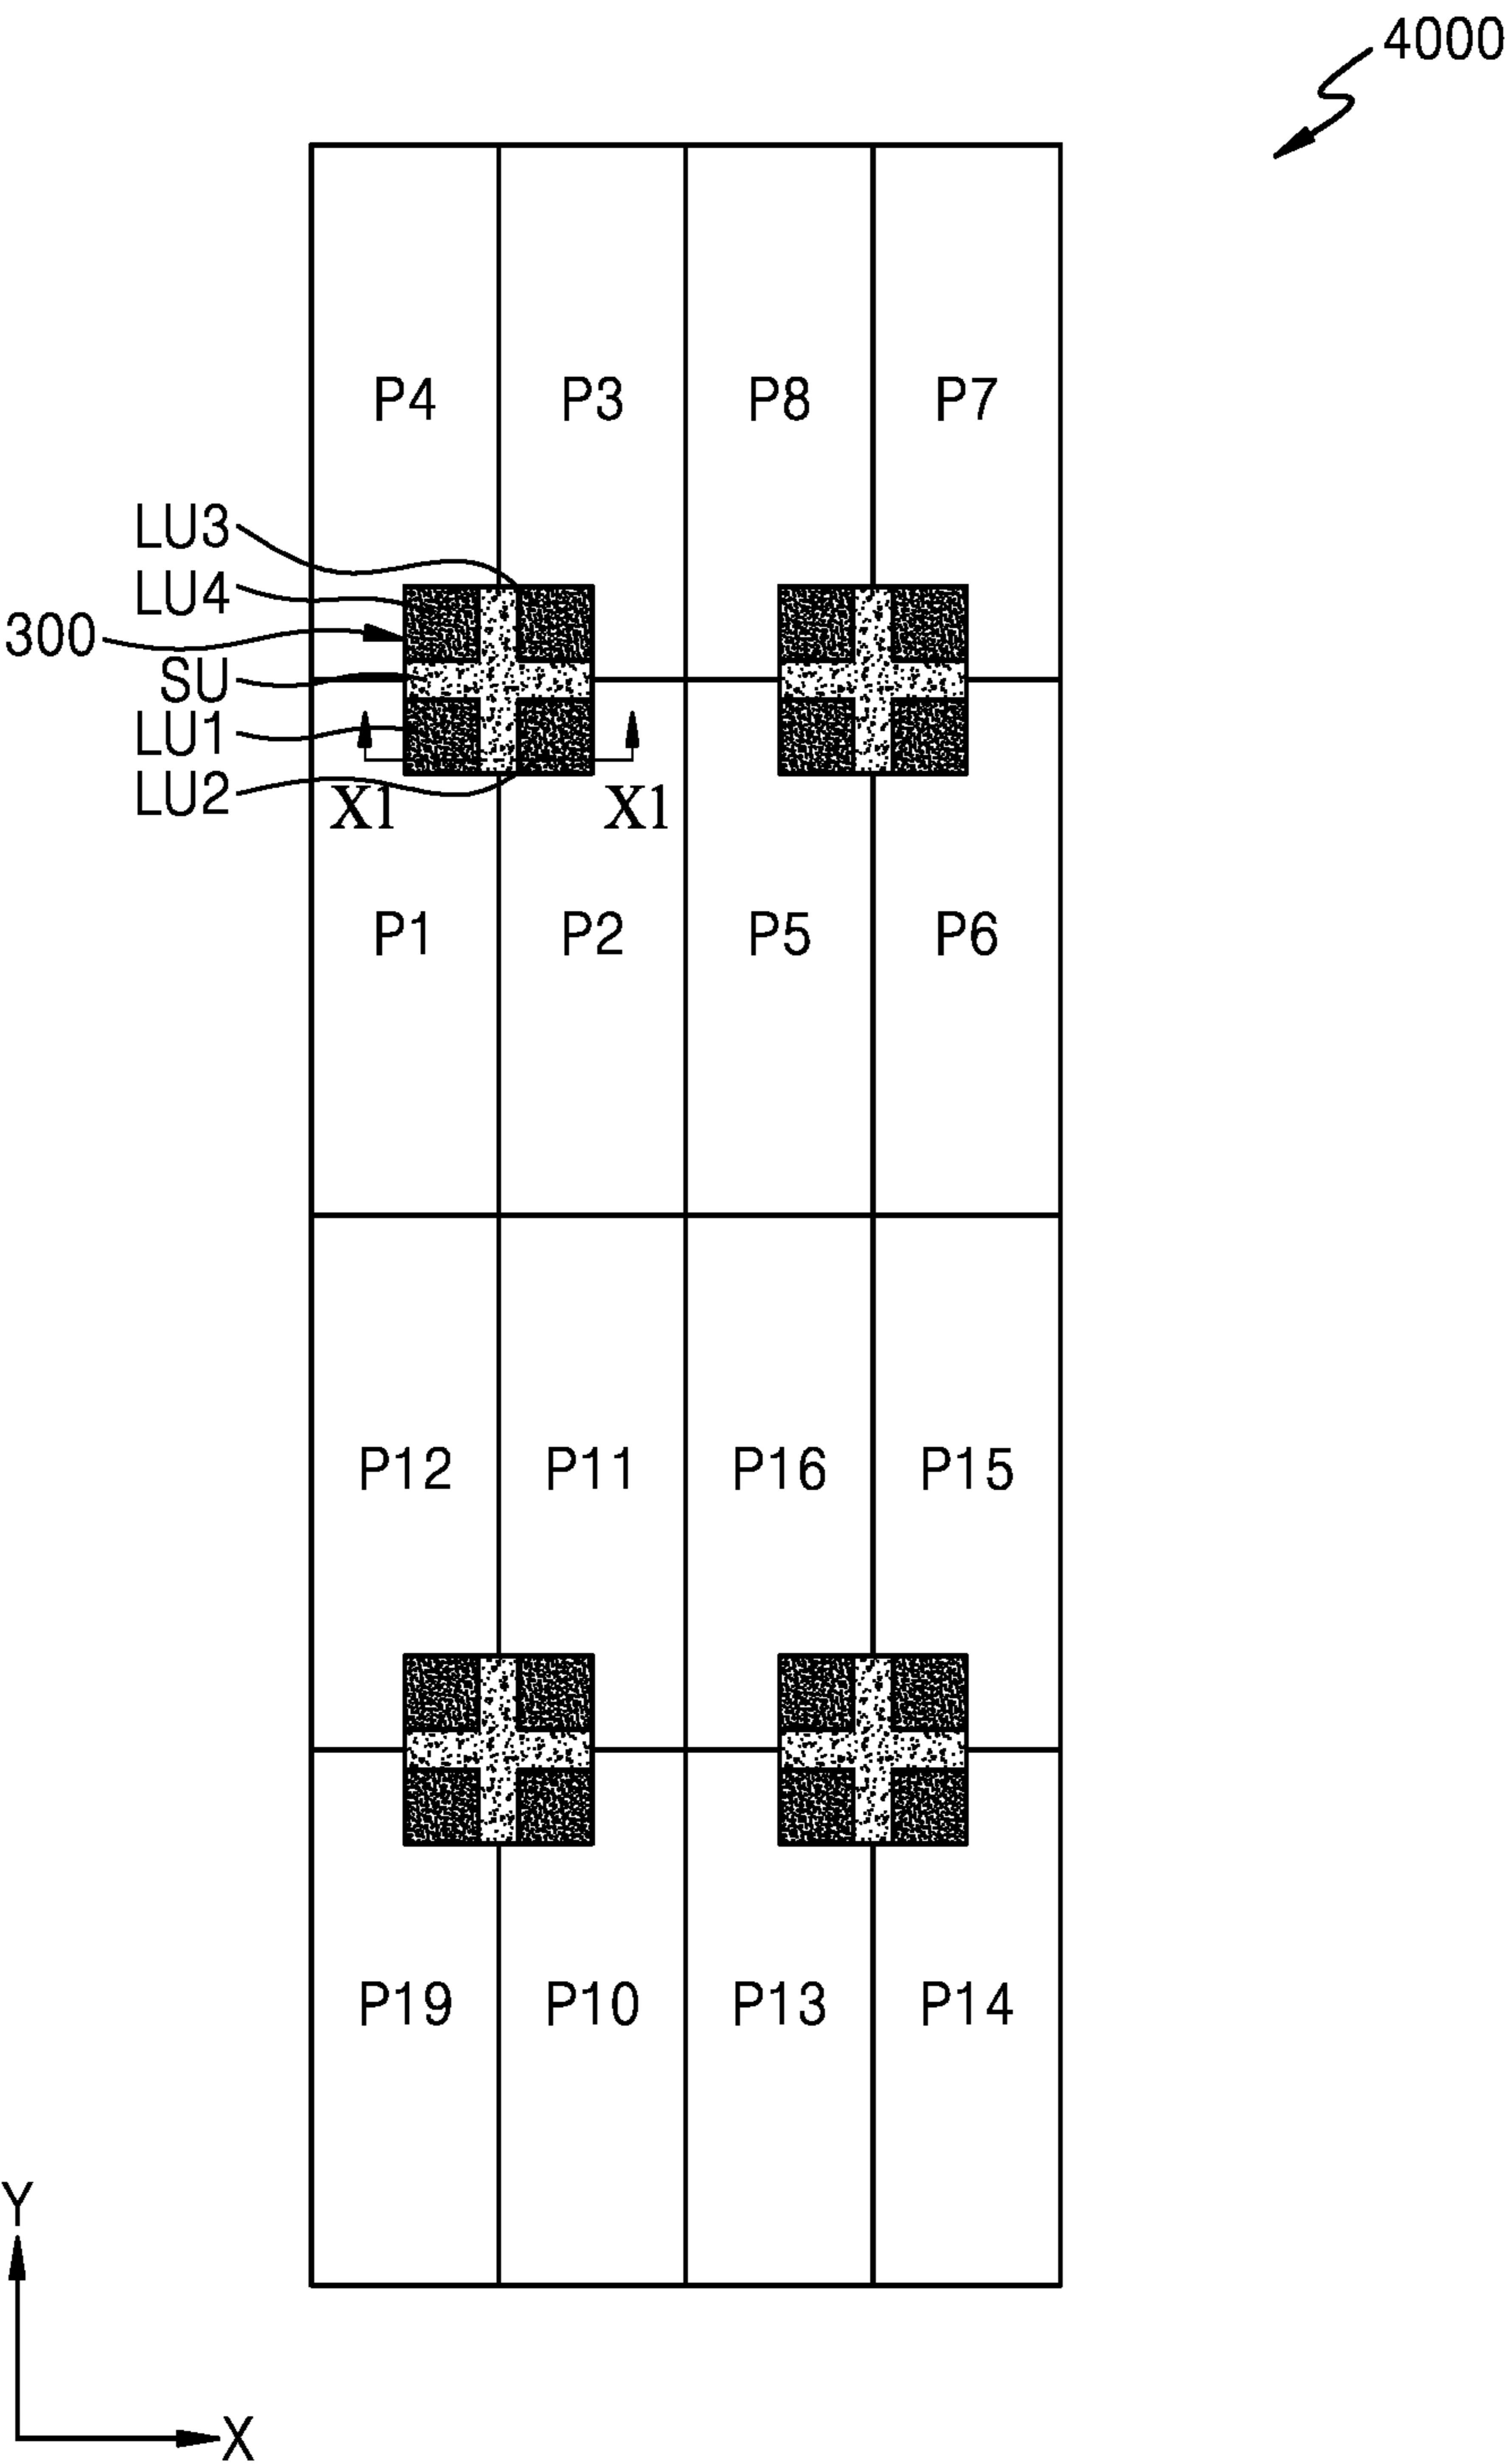 4000
P4 P3 P8 P7
LU3
LU4
300
SU
LU1
LU2
X1 X1
P1 P2 P5 P6
P12 P11 P16 P15
P19 P10 P13 P14
Y
X